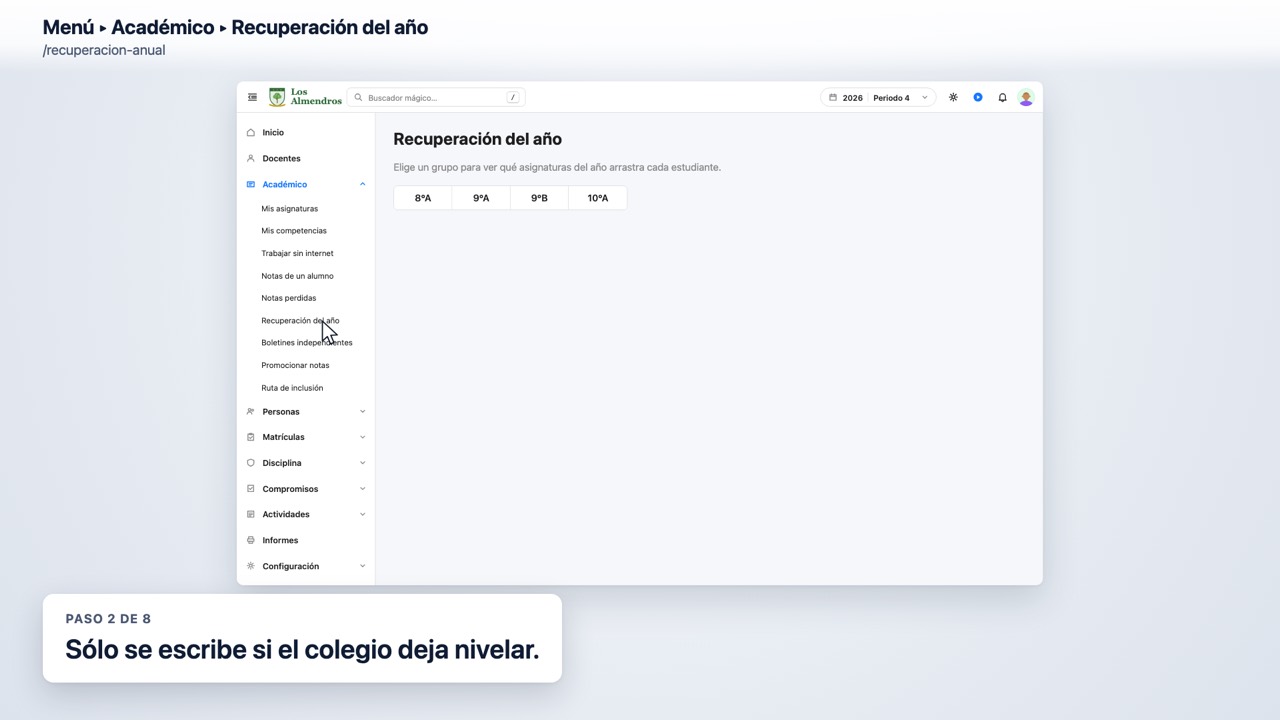 Menú ▸ Académico ▸ Recuperación del año
/recuperacion-anual
Los Almendros
Buscador mágico...
/
2026
Periodo 4
Inicio
Docentes
Académico
Mis asignaturas
Mis competencias
Trabajar sin internet
Notas de un alumno
Notas perdidas
Recuperación del año
Boletines independientes
Promocionar notas
Ruta de inclusión
Personas
Matrículas
Disciplina
Compromisos
Actividades
Informes
Configuración
Recuperación del año
Elige un grupo para ver qué asignaturas del año arrastra cada estudiante.
8°A
9°A
9°B
10°A
PASO 2 DE 8
Sólo se escribe si el colegio deja nivelar.